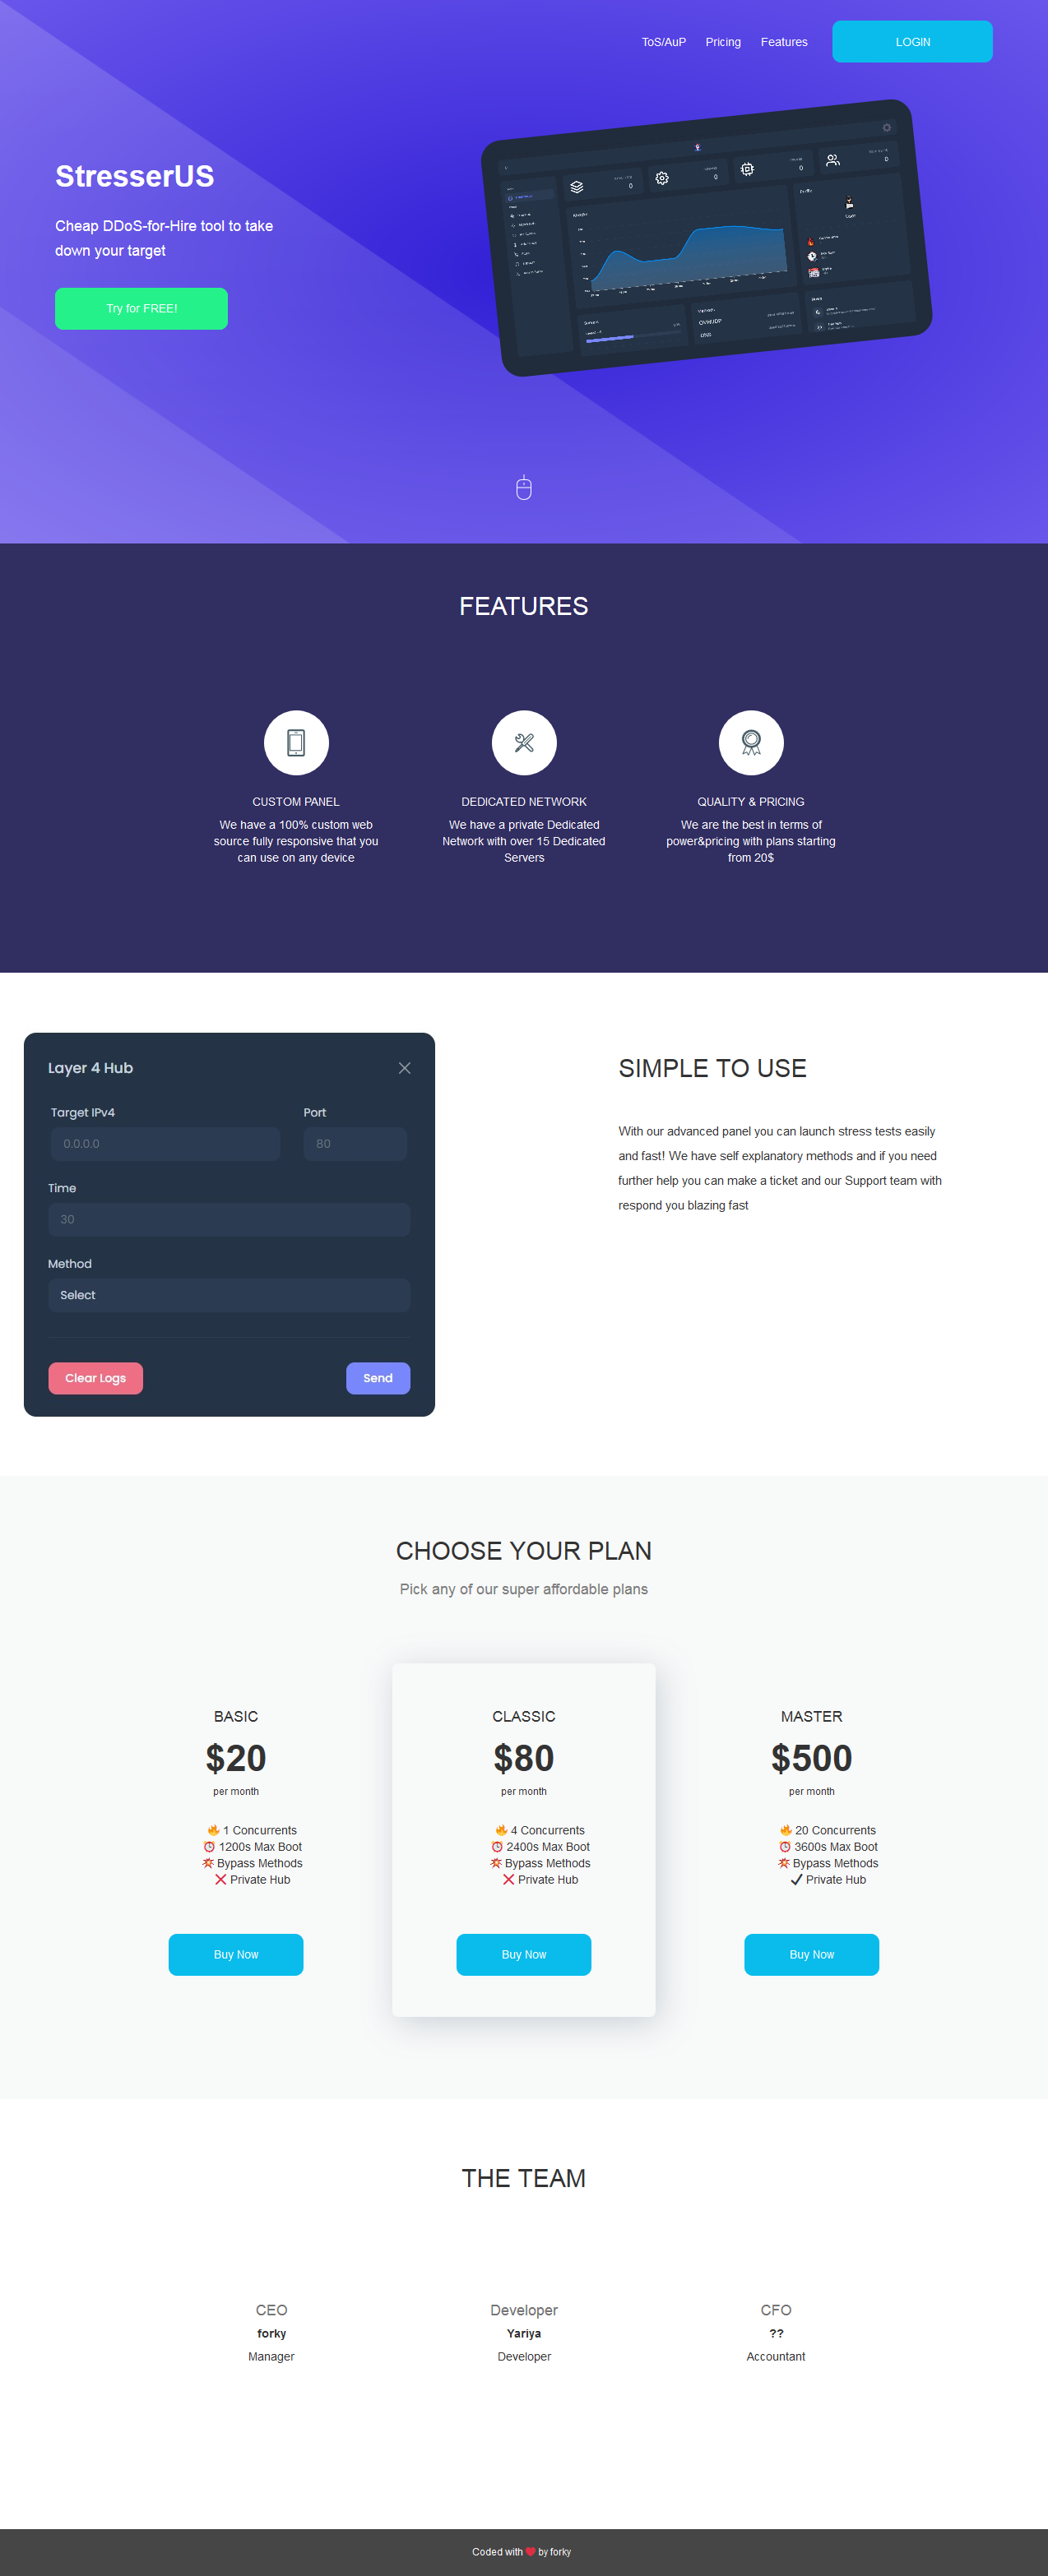 ToS/AuP Pricing Features LOGIN
StresserUS
Cheap DDoS-for-Hire tool to take
down your target
Try for FREE!
FEATURES
CUSTOM PANEL
We have a 100% custom web
source fully responsive that you
can use on any device
DEDICATED NETWORK
We have a private Dedicated
Network with over 15 Dedicated
Servers
QUALITY & PRICING
We are the best in terms of
power&pricing with plans starting
from 20$
Layer 4 Hub
Target IPv4 Port
0.0.0.0 80
Time
30
Method
Select
Clear Logs Send
SIMPLE TO USE
With our advanced panel you can launch stress tests easily
and fast! We have self explanatory methods and if you need
further help you can make a ticket and our Support team with
respond you blazing fast
CHOOSE YOUR PLAN
Pick any of our super affordable plans
BASIC
$20
per month
🔥 1 Concurrents
⏰ 1200s Max Boot
💥 Bypass Methods
❌ Private Hub
Buy Now
CLASSIC
$80
per month
🔥 4 Concurrents
⏰ 2400s Max Boot
💥 Bypass Methods
❌ Private Hub
Buy Now
MASTER
$500
per month
🔥 20 Concurrents
⏰ 3600s Max Boot
💥 Bypass Methods
✔ Private Hub
Buy Now
THE TEAM
CEO
forky
Manager
Developer
Yariya
Developer
CFO
??
Accountant
Coded with ❤ by forky